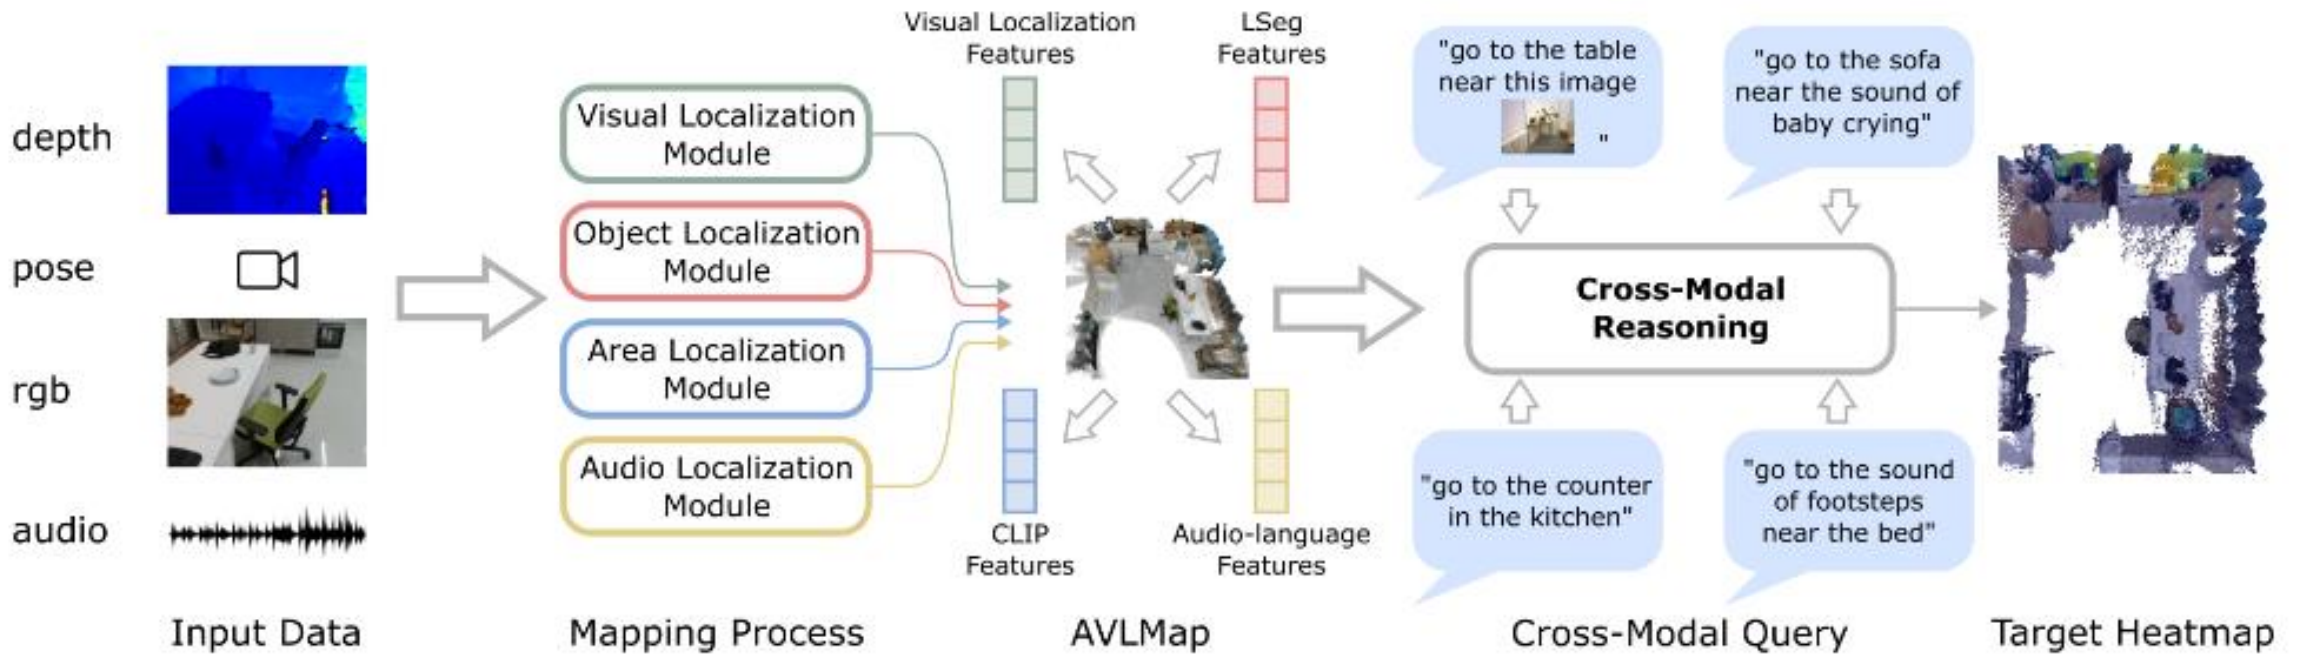 depth
pose
rgb
audio
Input Data
Visual Localization
Module
Object Localization
Module
Area Localization
Module
Audio Localization
Module
Mapping Process
Visual Localization
Features
LSeg
Features
CLIP
Features
Audio-language
Features
AVLMap
"go to the table
near this image
"
"go to the sofa
near the sound of
baby crying"
Cross-Modal
Reasoning
"go to the counter
in the kitchen"
"go to the sound
of footsteps
near the bed"
Cross-Modal Query
Target Heatmap